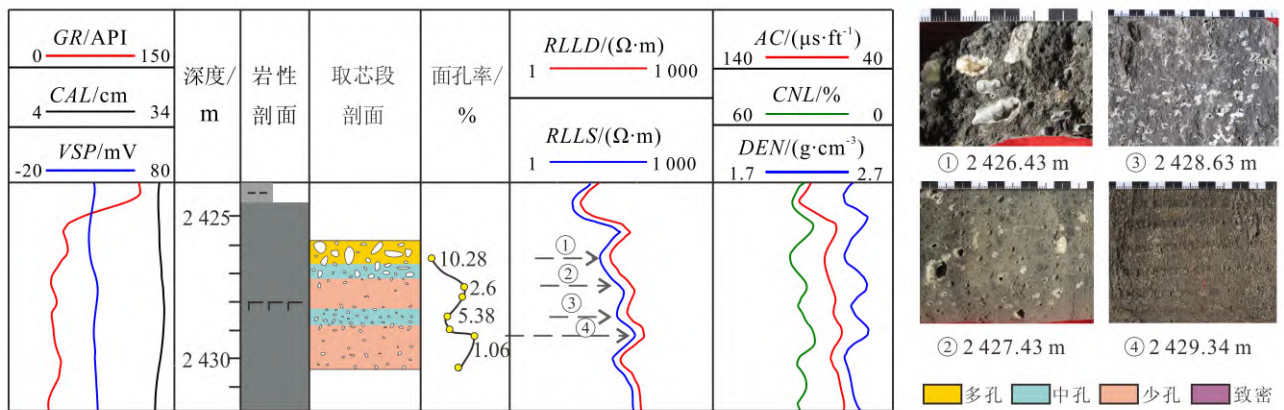 GR/API
0 150
CAL/cm
4 34
VSP/mV
-20 80
深度/
m
岩性
剖面
取芯段
剖面
面孔率/
%
RLLD/(Ω·m)
1 1 000
RLLS/(Ω·m)
1 1 000
AC/(μs·ft⁻¹)
140 40
CNL/%
60 0
DEN/(g·cm⁻³)
1.7 2.7
2 425
2 430
10.28
2.6
5.38
1.06
①
②
③
④
① 2 426.43 m
③ 2 428.63 m
② 2 427.43 m
④ 2 429.34 m
多孔 中孔 少孔 致密